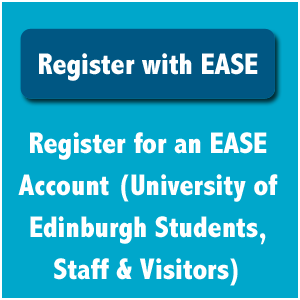 Register with EASE
Register for an EASE
Account (University of
Edinburgh Students,
Staff & Visitors)